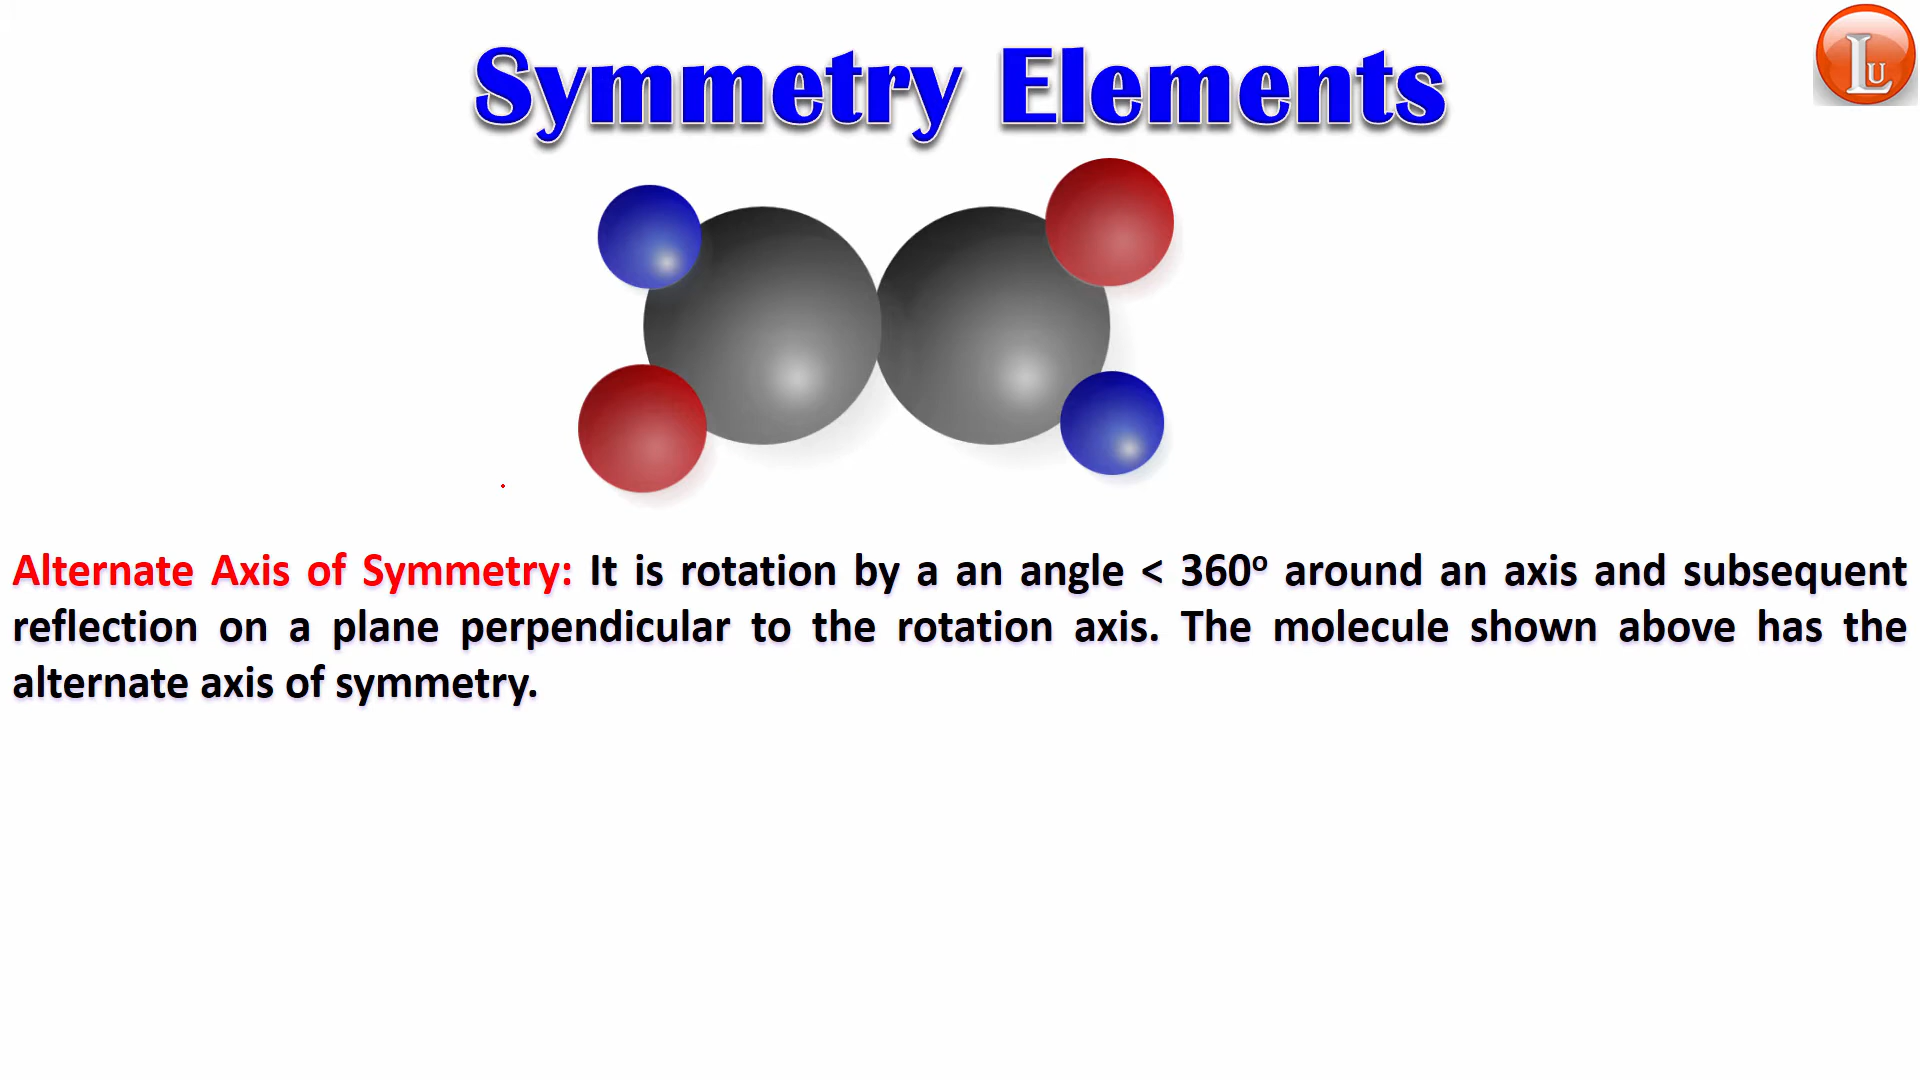 Symmetry Elements
LU
Alternate Axis of Symmetry: It is rotation by a an angle < 360º around an axis and subsequent
reflection on a plane perpendicular to the rotation axis. The molecule shown above has the
alternate axis of symmetry.